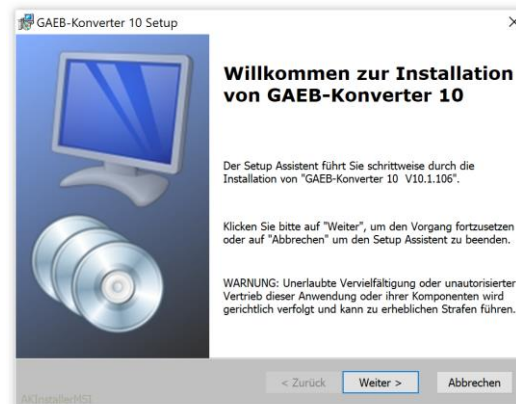 GAEB-Konverter 10 Setup
Willkommen zur Installation
von GAEB-Konverter 10
Der Setup Assistent führt Sie schrittweise durch die
Installation von "GAEB-Konverter 10  V10.1.106".
Klicken Sie bitte auf "Weiter", um den Vorgang fortzusetzen
oder auf "Abbrechen" um den Setup Assistent zu beenden.
WARNUNG: Unerlaubte Vervielfältigung oder unautorisierter
Vertrieb dieser Anwendung oder ihrer Komponenten wird
gerichtlich verfolgt und kann zu erheblichen Strafen führen.
< Zurück Weiter > Abbrechen
AKInstallerMSI